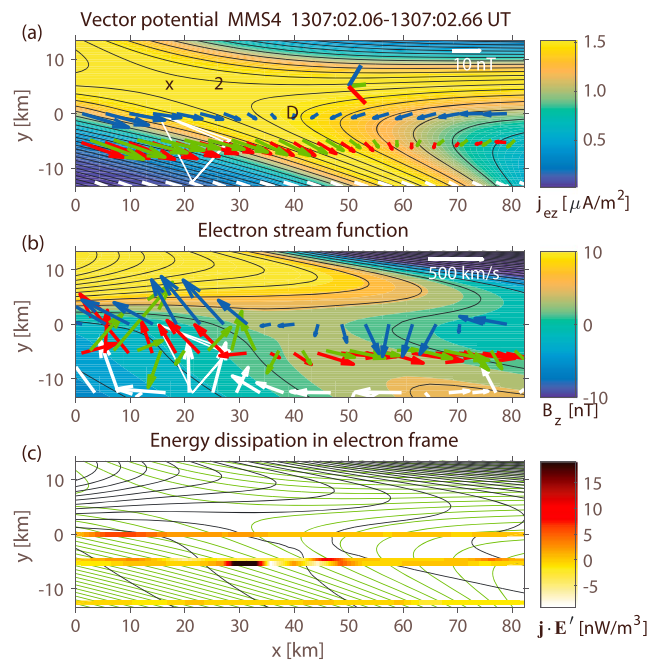 Vector potential MMS4 1307:02.06-1307:02.66 UT
(a)
10
0
-10
y [km]
x 2
D
10 nT
0 10 20 30 40 50 60 70 80
1.5
1.0
0.5
j_ez [μA/m²]
Electron stream function
(b)
10
0
-10
y [km]
500 km/s
0 10 20 30 40 50 60 70 80
10
0
-10
B_z [nT]
Energy dissipation in electron frame
(c)
10
0
-10
y [km]
0 10 20 30 40 50 60 70 80
x [km]
15
10
5
0
-5
j · E′ [nW/m³]